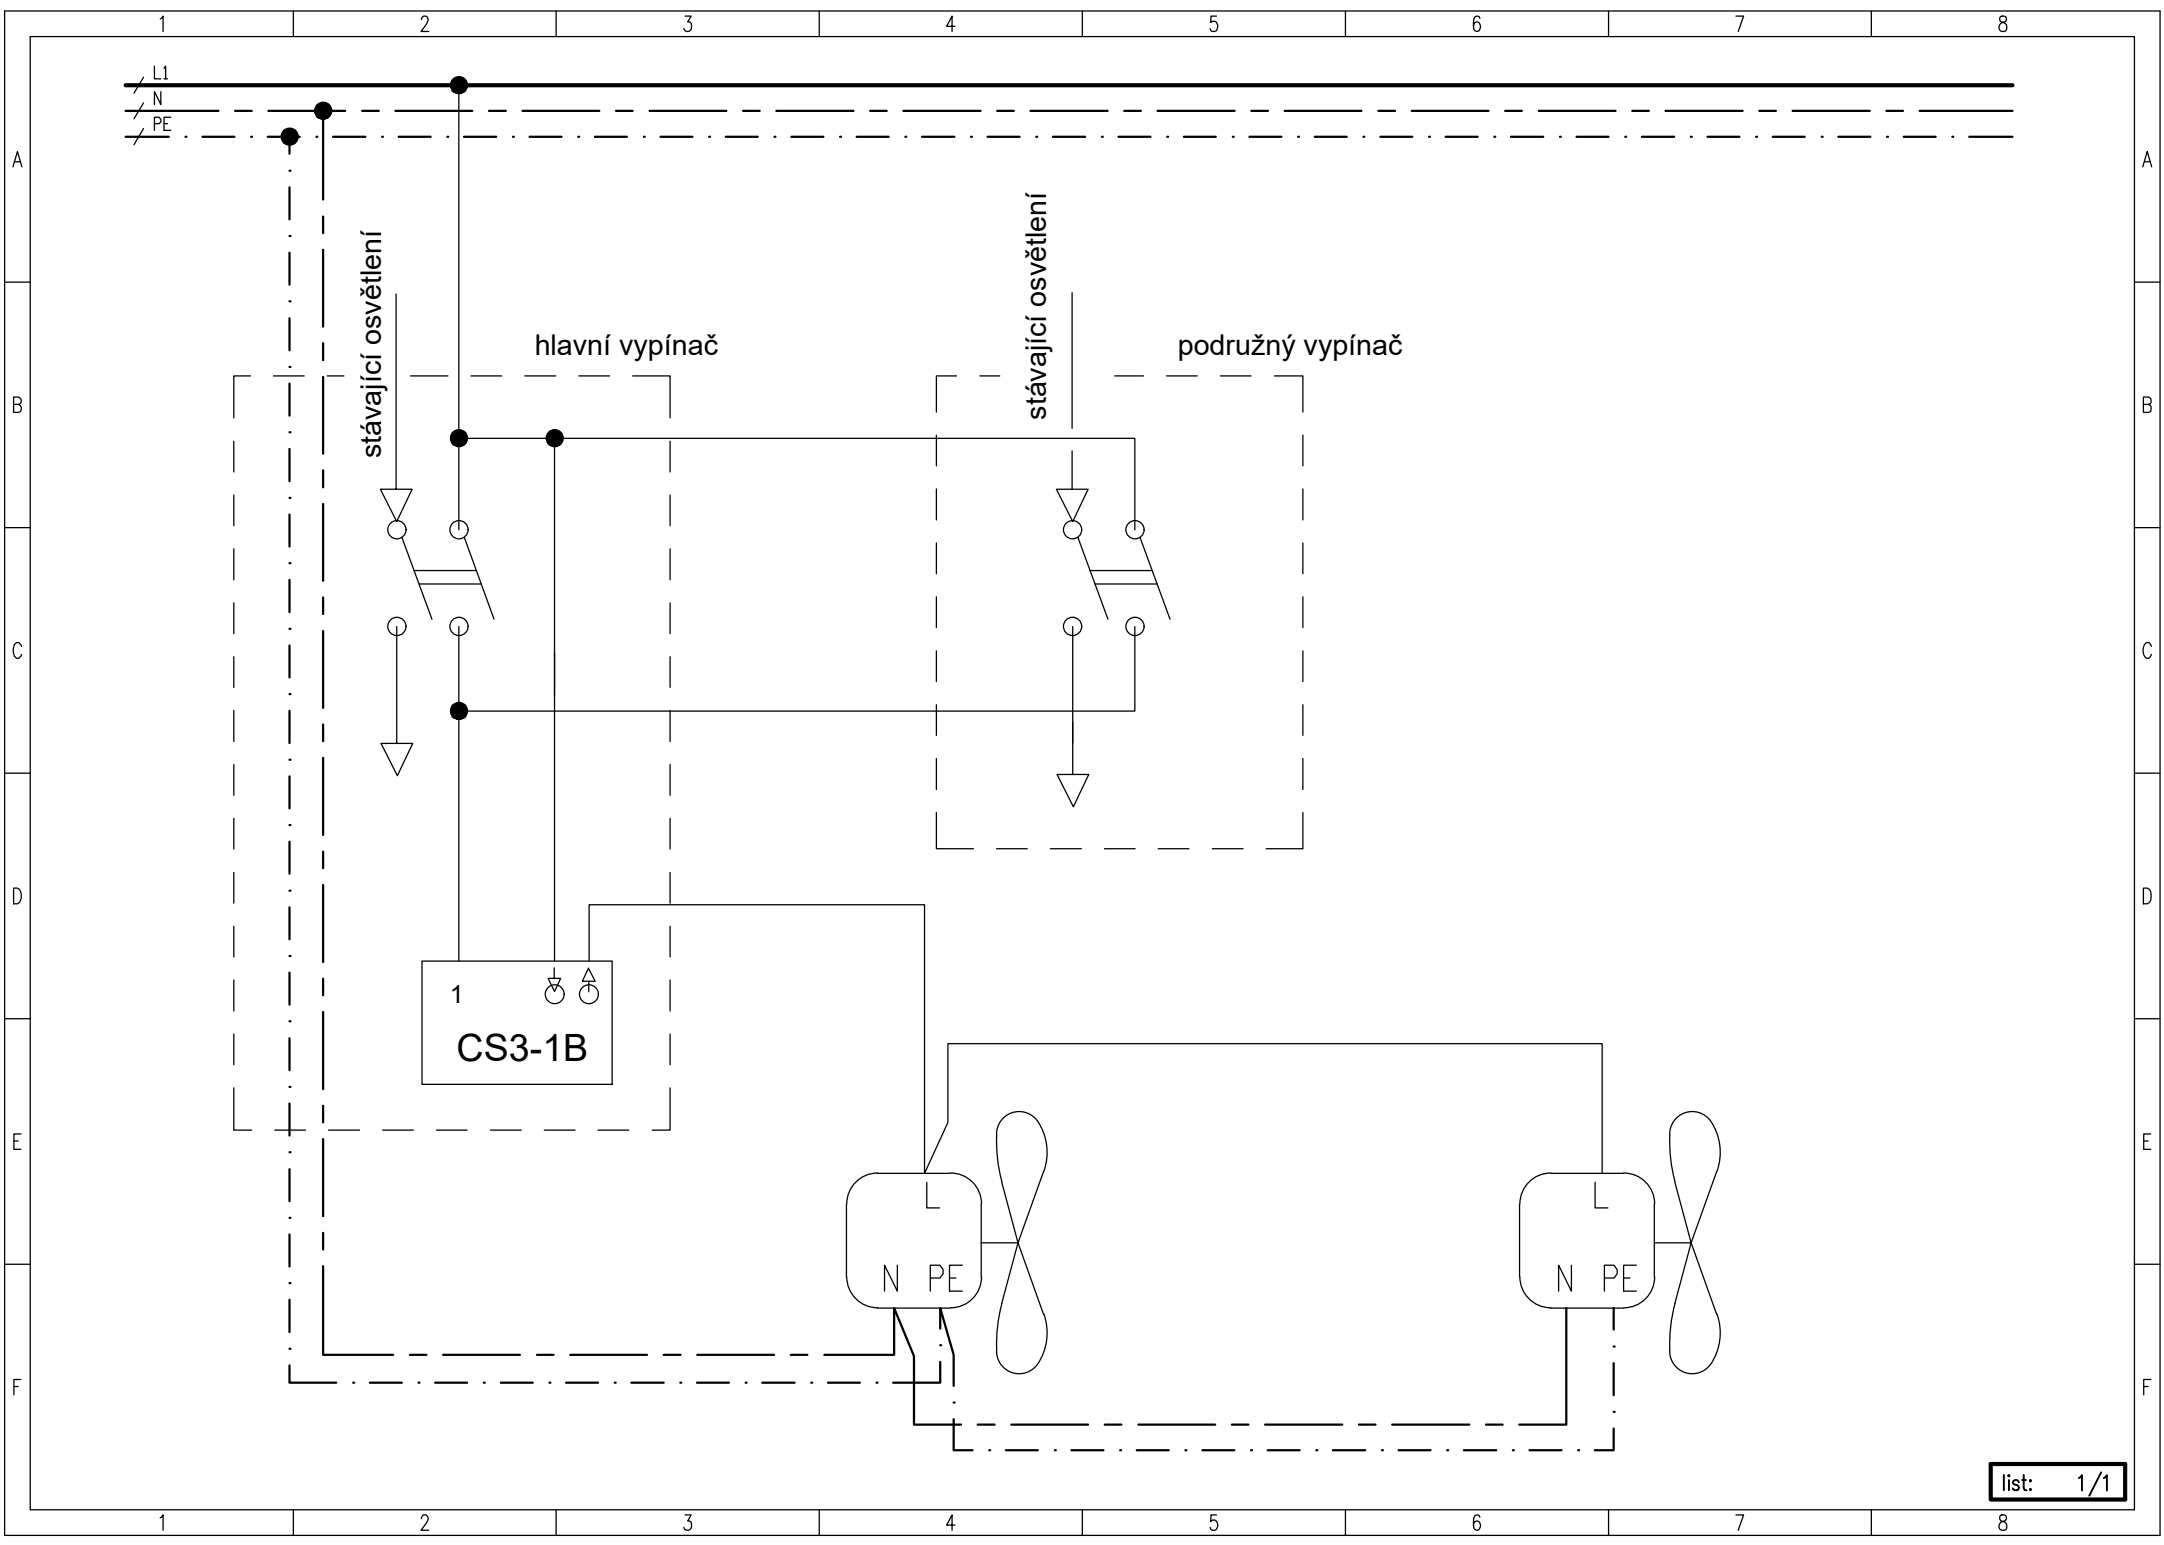 1 2 3 4 5 6 7 8
L1
N
PE
A A
stávající osvětlení
stávající osvětlení
hlavní vypínač
podružný vypínač
B B
C C
D D
1
CS3-1B
E E
L
L
N PE
N PE
F F
list: 1/1
1 2 3 4 5 6 7 8